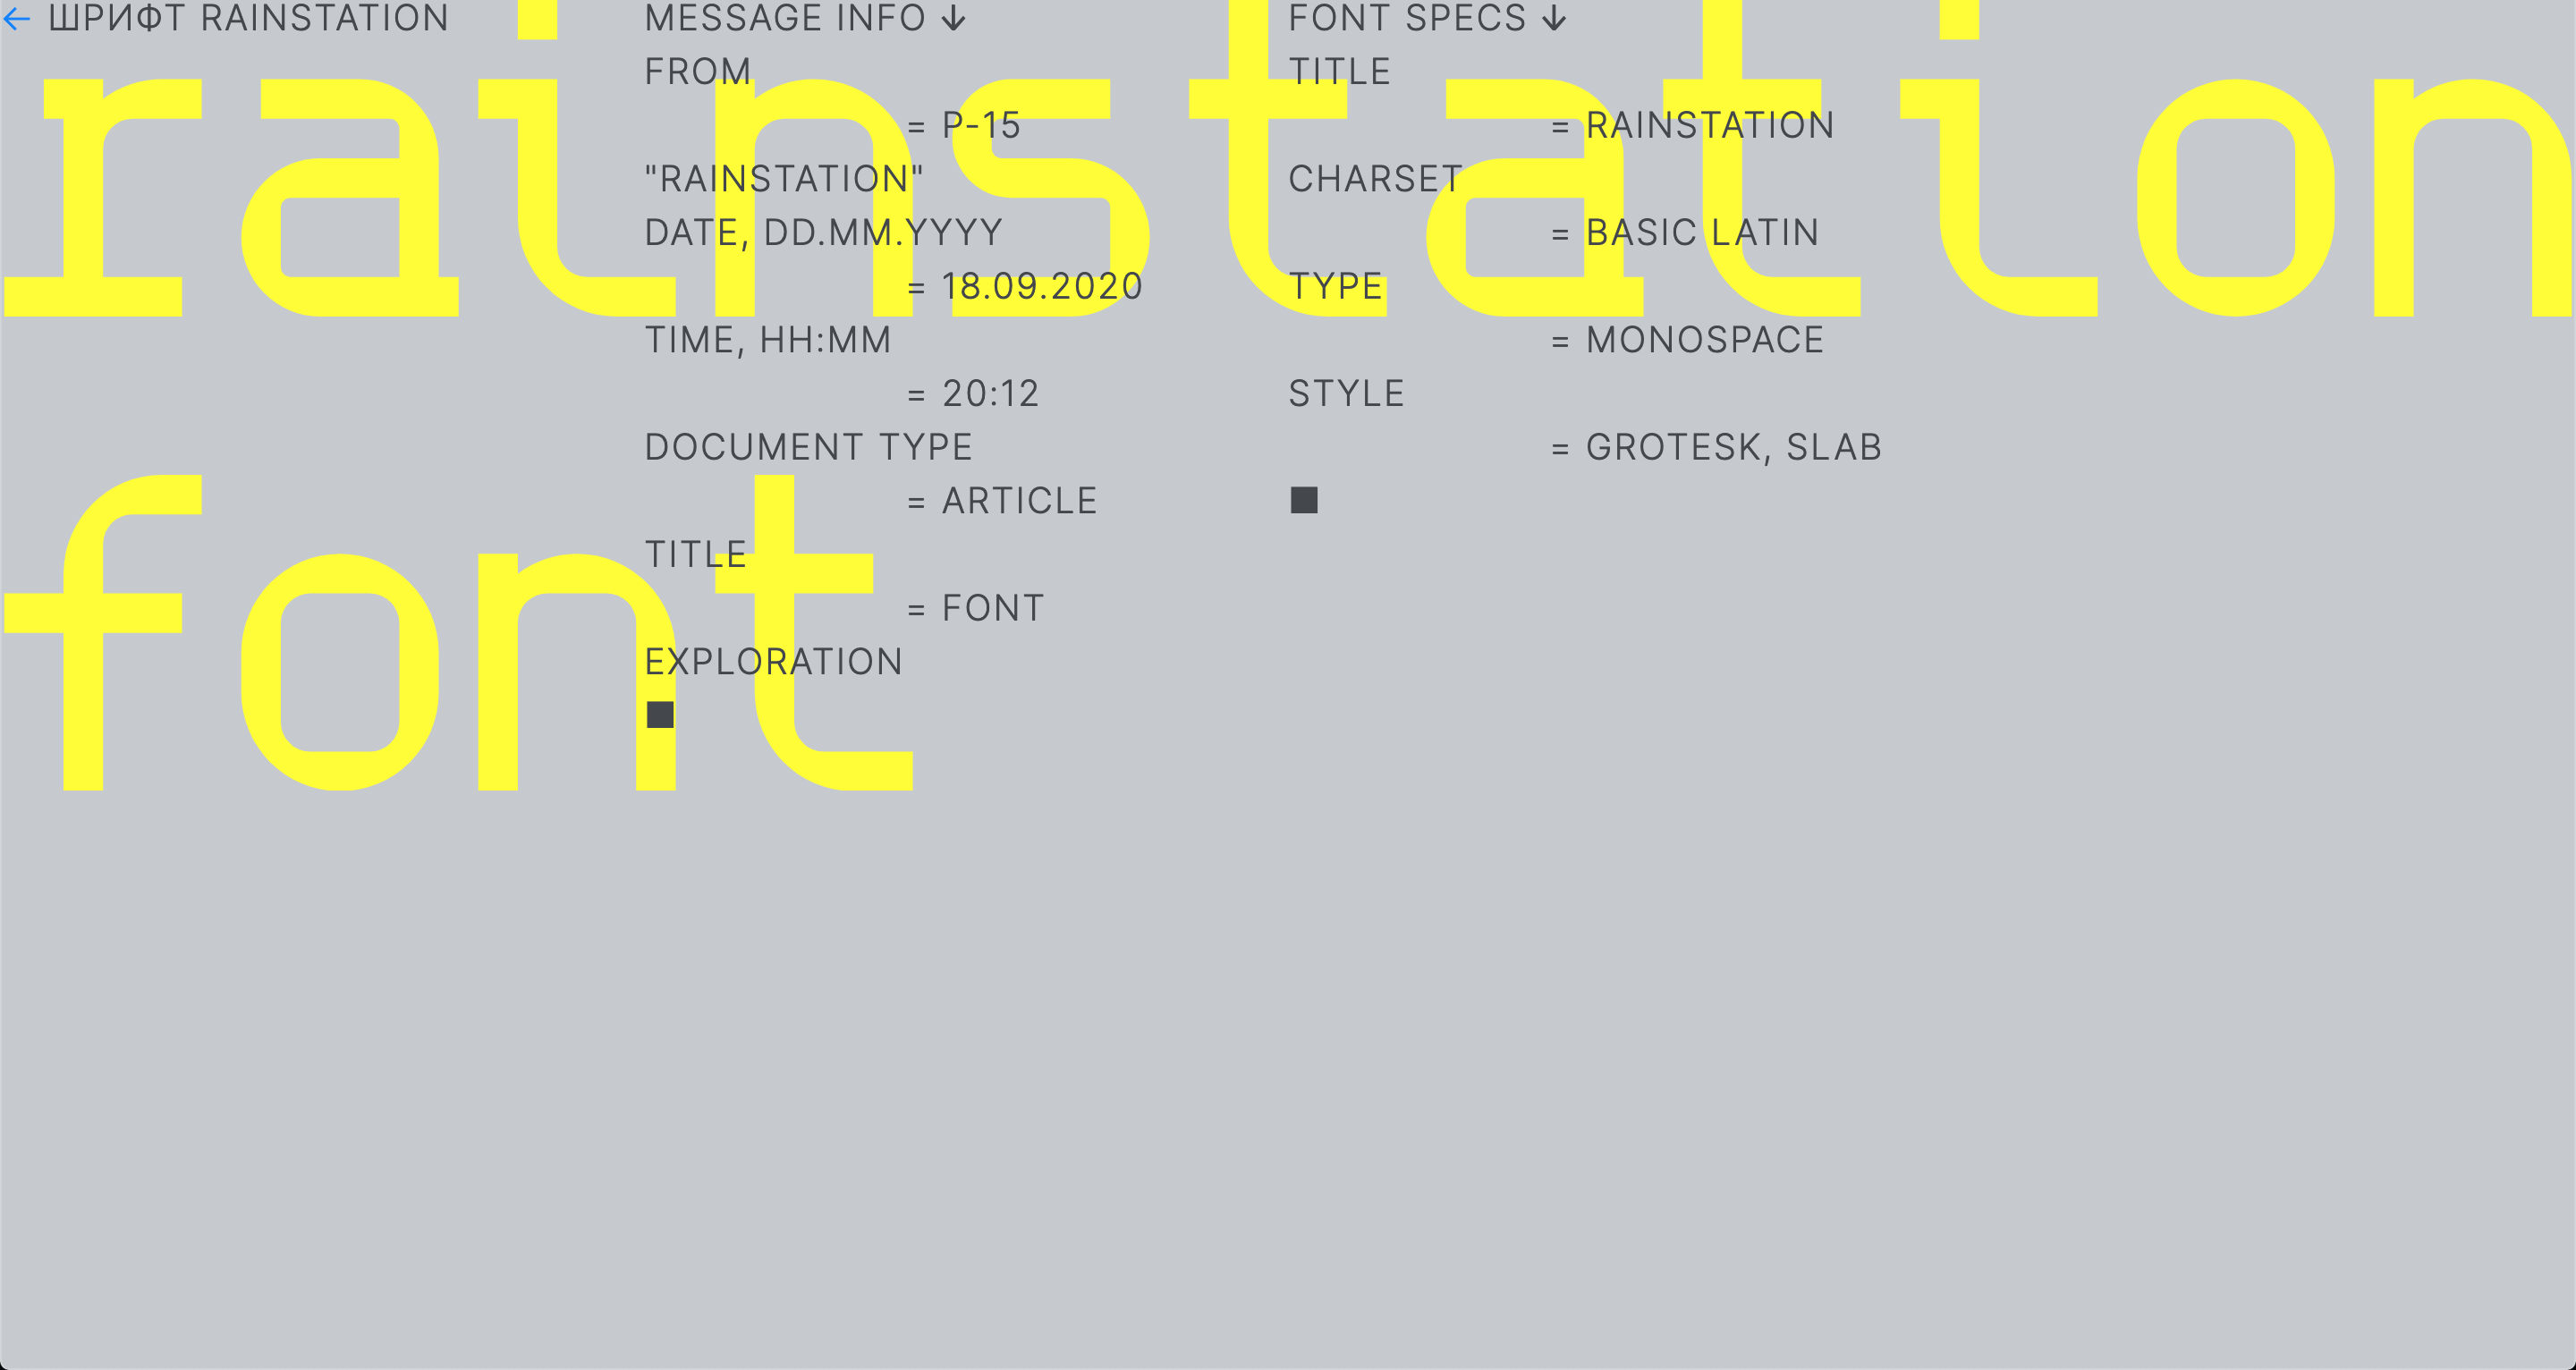 ← ШРИФТ RAINSTATION
rainstation
font
MESSAGE INFO ↓
FROM
= P-15
"RAINSTATION"
DATE, DD.MM.YYYY
= 18.09.2020
TIME, HH:MM
= 20:12
DOCUMENT TYPE
= ARTICLE
TITLE
= FONT
EXPLORATION
■
FONT SPECS ↓
TITLE
= RAINSTATION
CHARSET
= BASIC LATIN
TYPE
= MONOSPACE
STYLE
= GROTESK, SLAB
■